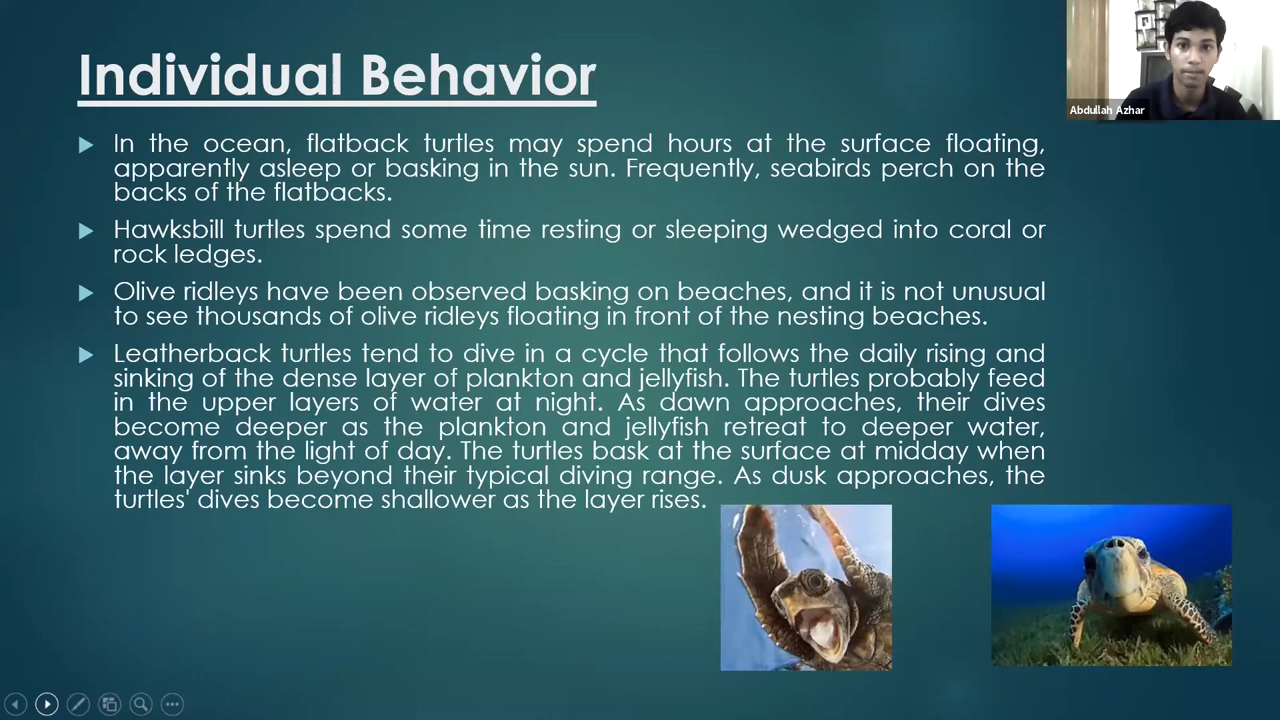 Individual Behavior
Abdullah Azhar
In the ocean, flatback turtles may spend hours at the surface floating,
apparently asleep or basking in the sun. Frequently, seabirds perch on the
backs of the flatbacks.
Hawksbill turtles spend some time resting or sleeping wedged into coral or
rock ledges.
Olive ridleys have been observed basking on beaches, and it is not unusual
to see thousands of olive ridleys floating in front of the nesting beaches.
Leatherback turtles tend to dive in a cycle that follows the daily rising and
sinking of the dense layer of plankton and jellyfish. The turtles probably feed
in the upper layers of water at night. As dawn approaches, their dives
become deeper as the plankton and jellyfish retreat to deeper water,
away from the light of day. The turtles bask at the surface at midday when
the layer sinks beyond their typical diving range. As dusk approaches, the
turtles' dives become shallower as the layer rises.